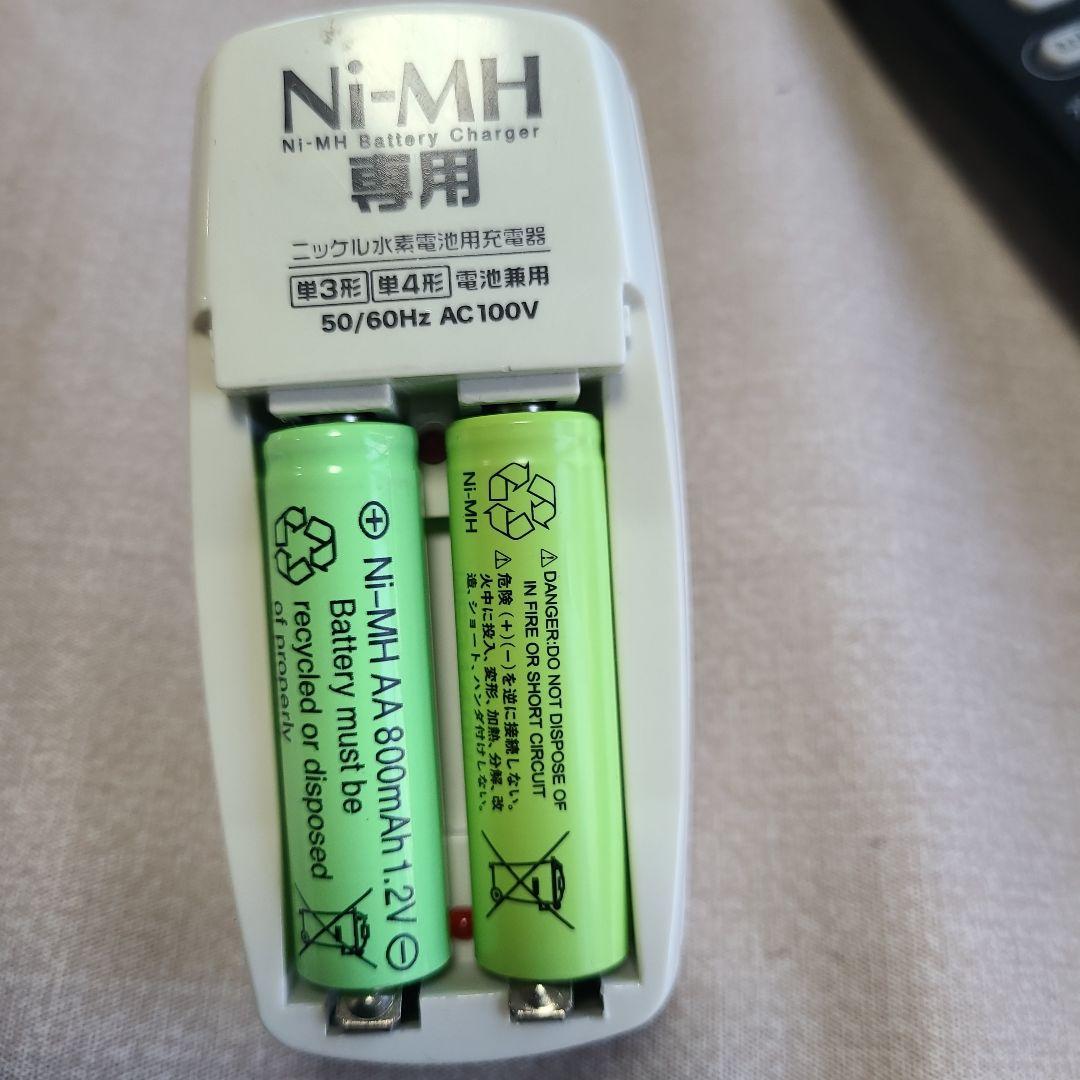 Ni-MH
Ni-MH Battery Charger
専用
ニッケル水素電池用充電器
単3形 単4形 電池兼用
50/60Hz AC100V
Ni-MH AA 800mAh 1.2V
Battery must be
recycled or disposed
of properly
Ni-MH
⚠DANGER:DO NOT DISPOSE OF
IN FIRE OR SHORT CIRCUIT
⚠危険(+)(−)を逆に接続しない。
火中に投入、変形、加熱、分解、改
造、ショート、ハンダ付けしない。